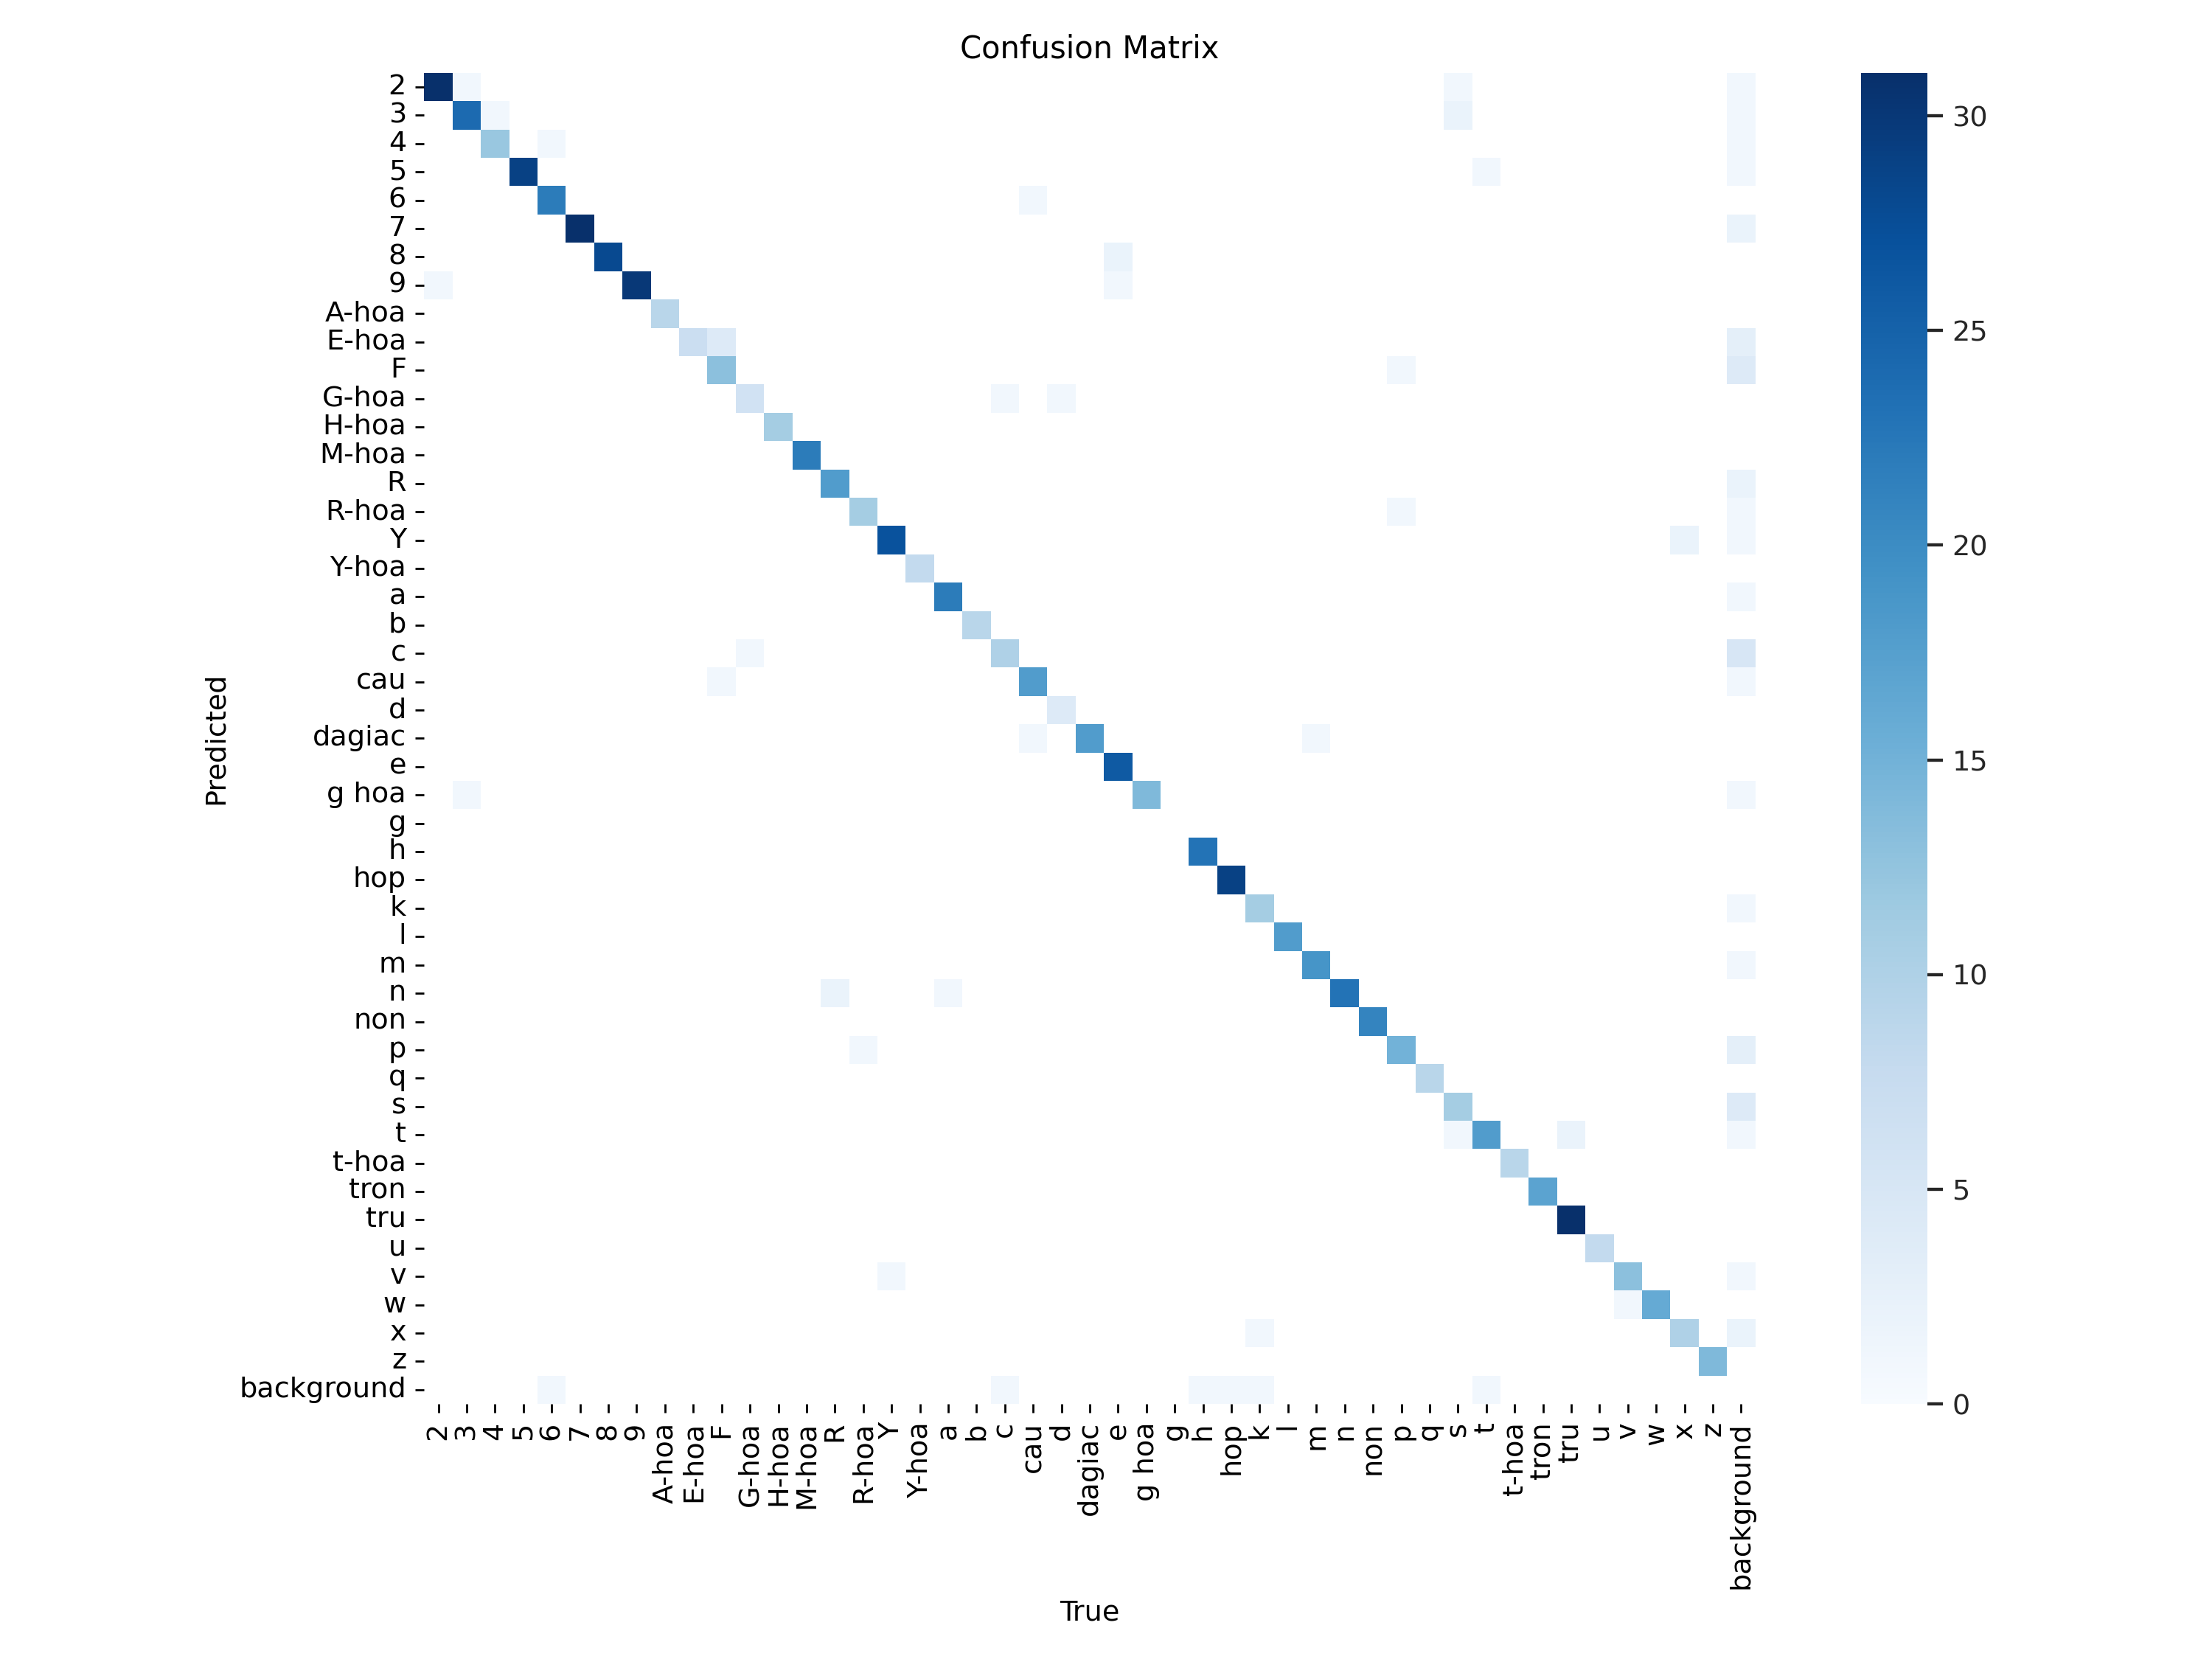 Confusion Matrix
Predicted
2
3
4
5
6
7
8
9
A-hoa
E-hoa
F
G-hoa
H-hoa
M-hoa
R
R-hoa
Y
Y-hoa
a
b
c
cau
d
dagiac
e
g hoa
g
h
hop
k
l
m
n
non
p
q
s
t
t-hoa
tron
tru
u
v
w
x
z
background
2 3 4 5 6 7 8 9 A-hoa E-hoa F G-hoa H-hoa M-hoa R R-hoa Y Y-hoa a b c cau d dagiac e g hoa g h hop k l m n non p q s t t-hoa tron tru u v w x z background
True
30
25
20
15
10
5
0